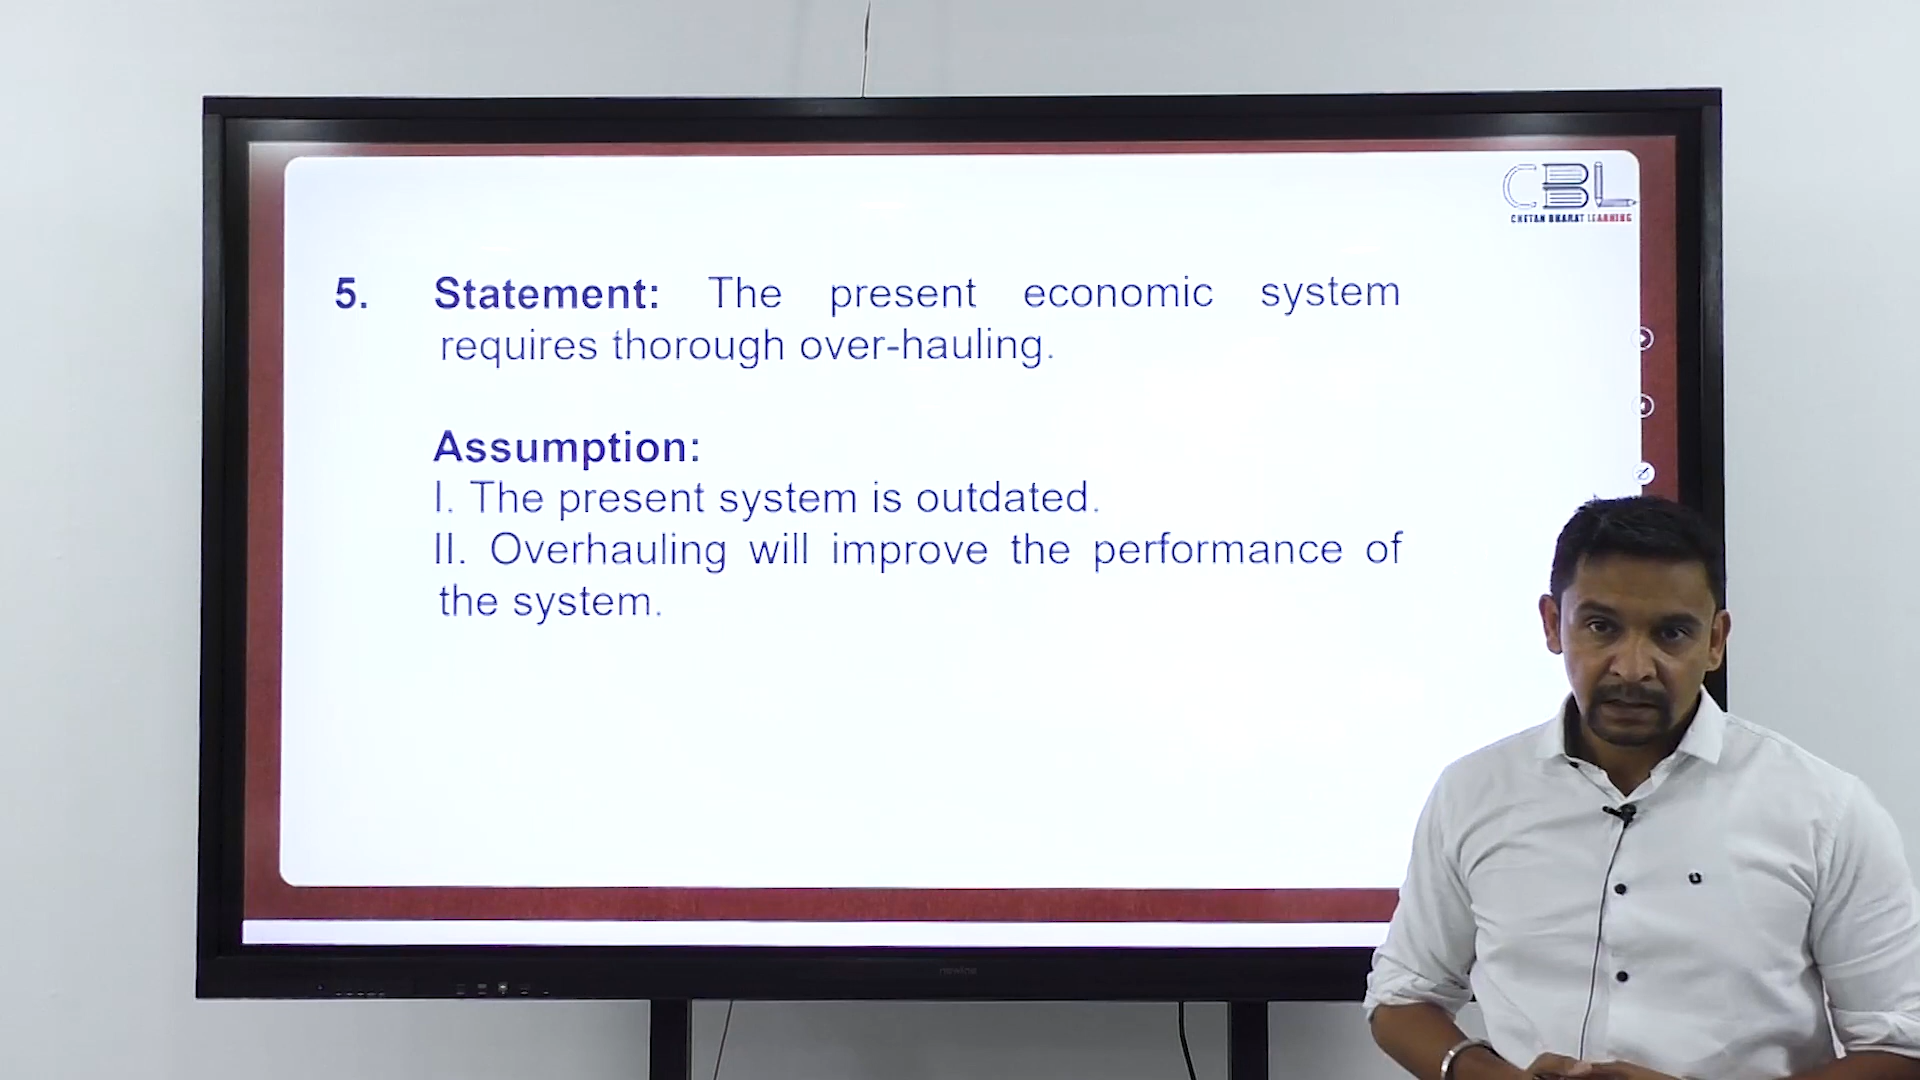 CBL
CHETAN BHARAT LEARNING
5. Statement: The present economic system
requires thorough over-hauling.
Assumption:
I. The present system is outdated.
II. Overhauling will improve the performance of
the system.
newline